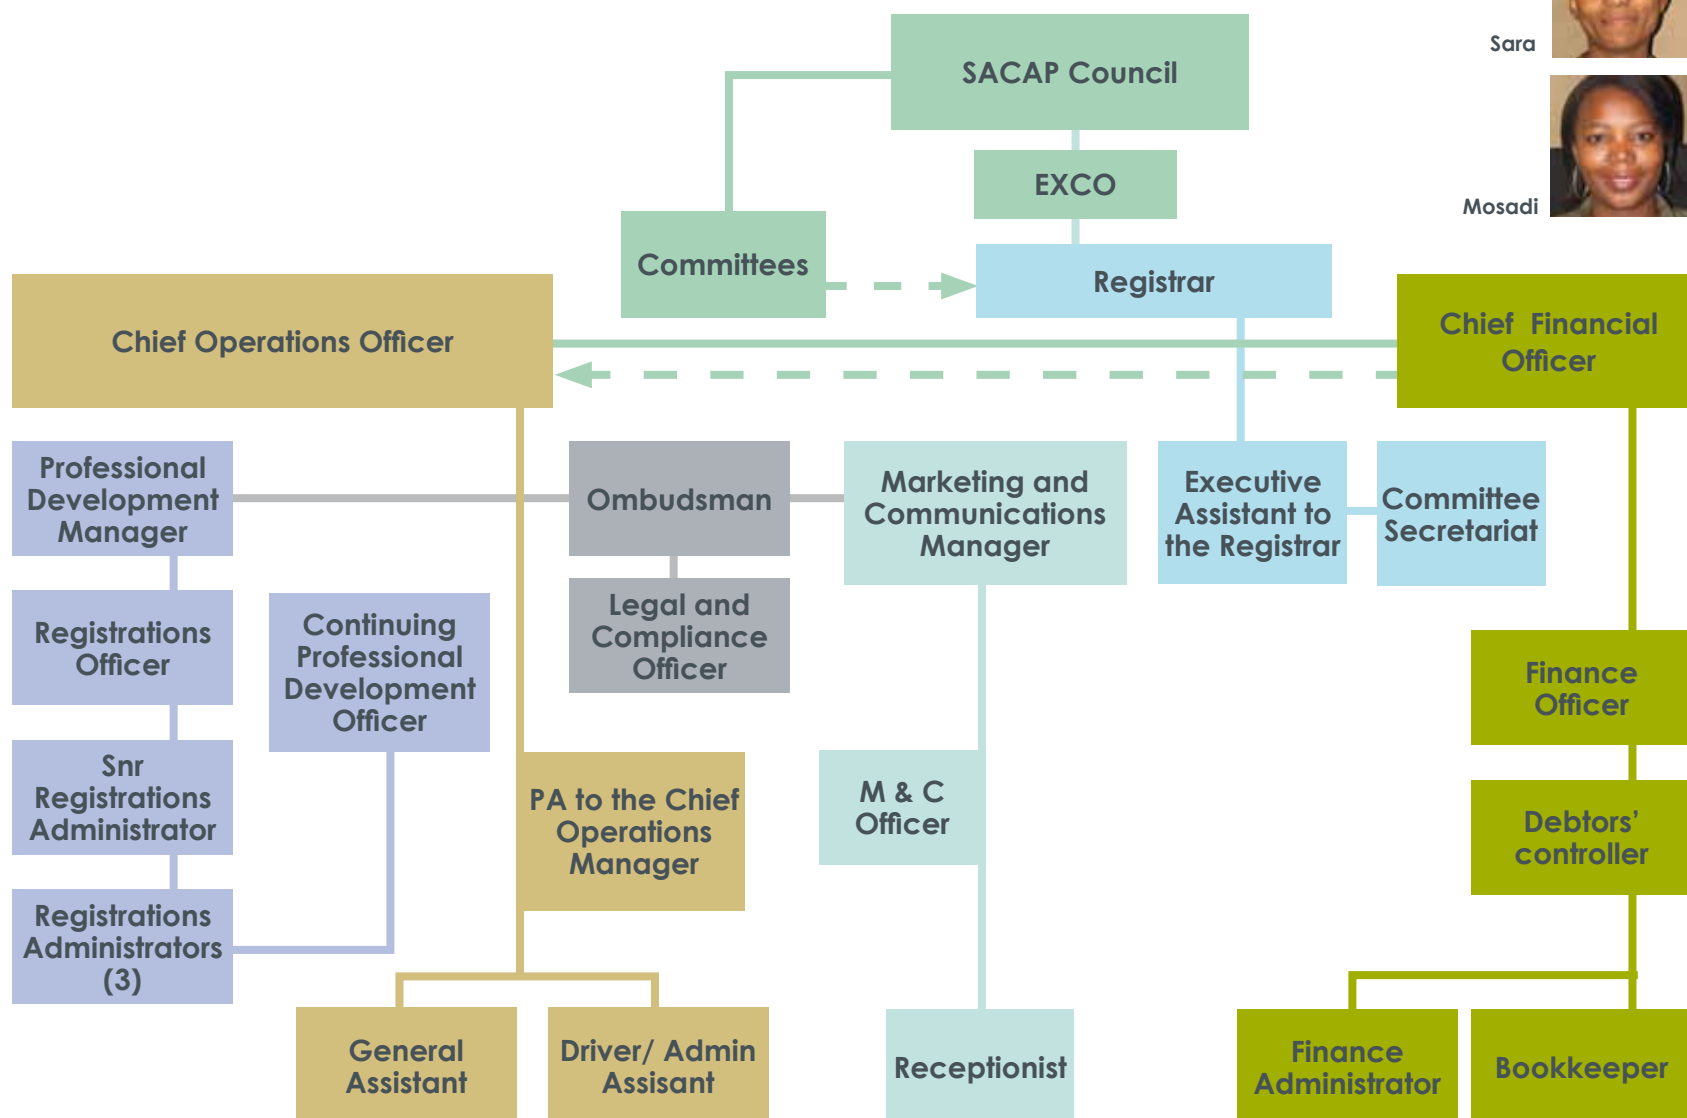 Sara
SACAP Council
EXCO
Mosadi
Committees
Registrar
Chief Operations Officer
Chief Financial
Officer
Professional
Development
Manager
Ombudsman
Marketing and
Communications
Manager
Executive
Assistant to
the Registrar
Committee
Secretariat
Registrations
Officer
Continuing
Professional
Development
Officer
Legal and
Compliance
Officer
Finance
Officer
Snr
Registrations
Administrator
PA to the Chief
Operations
Manager
M & C
Officer
Debtors’
controller
Registrations
Administrators
(3)
General
Assistant
Driver/ Admin
Assisant
Receptionist
Finance
Administrator
Bookkeeper